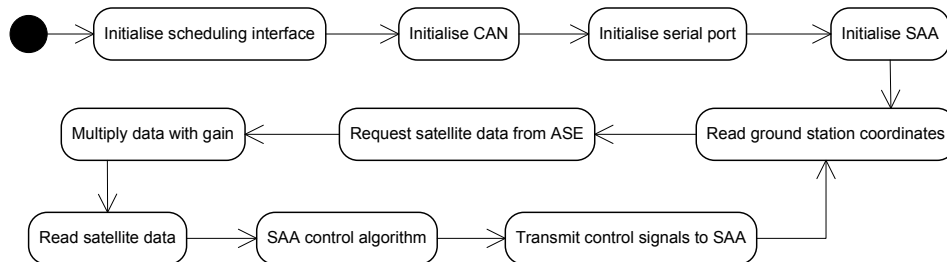 Initialise scheduling interface
Initialise CAN
Initialise serial port
Initialise SAA
Read ground station coordinates
Request satellite data from ASE
Multiply data with gain
Read satellite data
SAA control algorithm
Transmit control signals to SAA